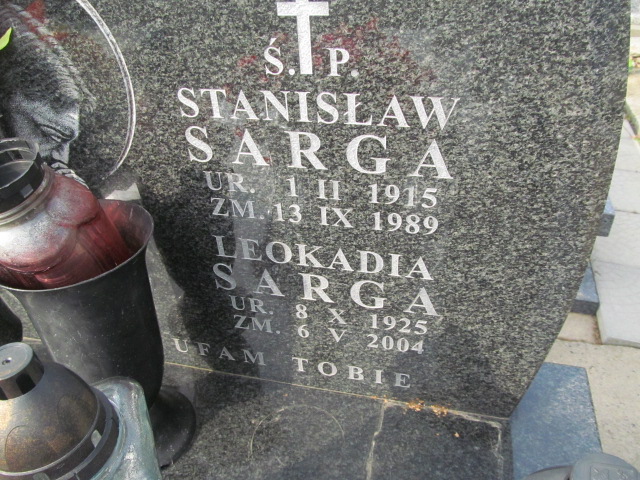 Ś. P.
STANISŁAW
SARGA
UR. 1 II 1915
ZM. 13 IX 1989
LEOKADIA
SARGA
UR. 8 X 1925
ZM. 6 V 2004
UFAM TOBIE